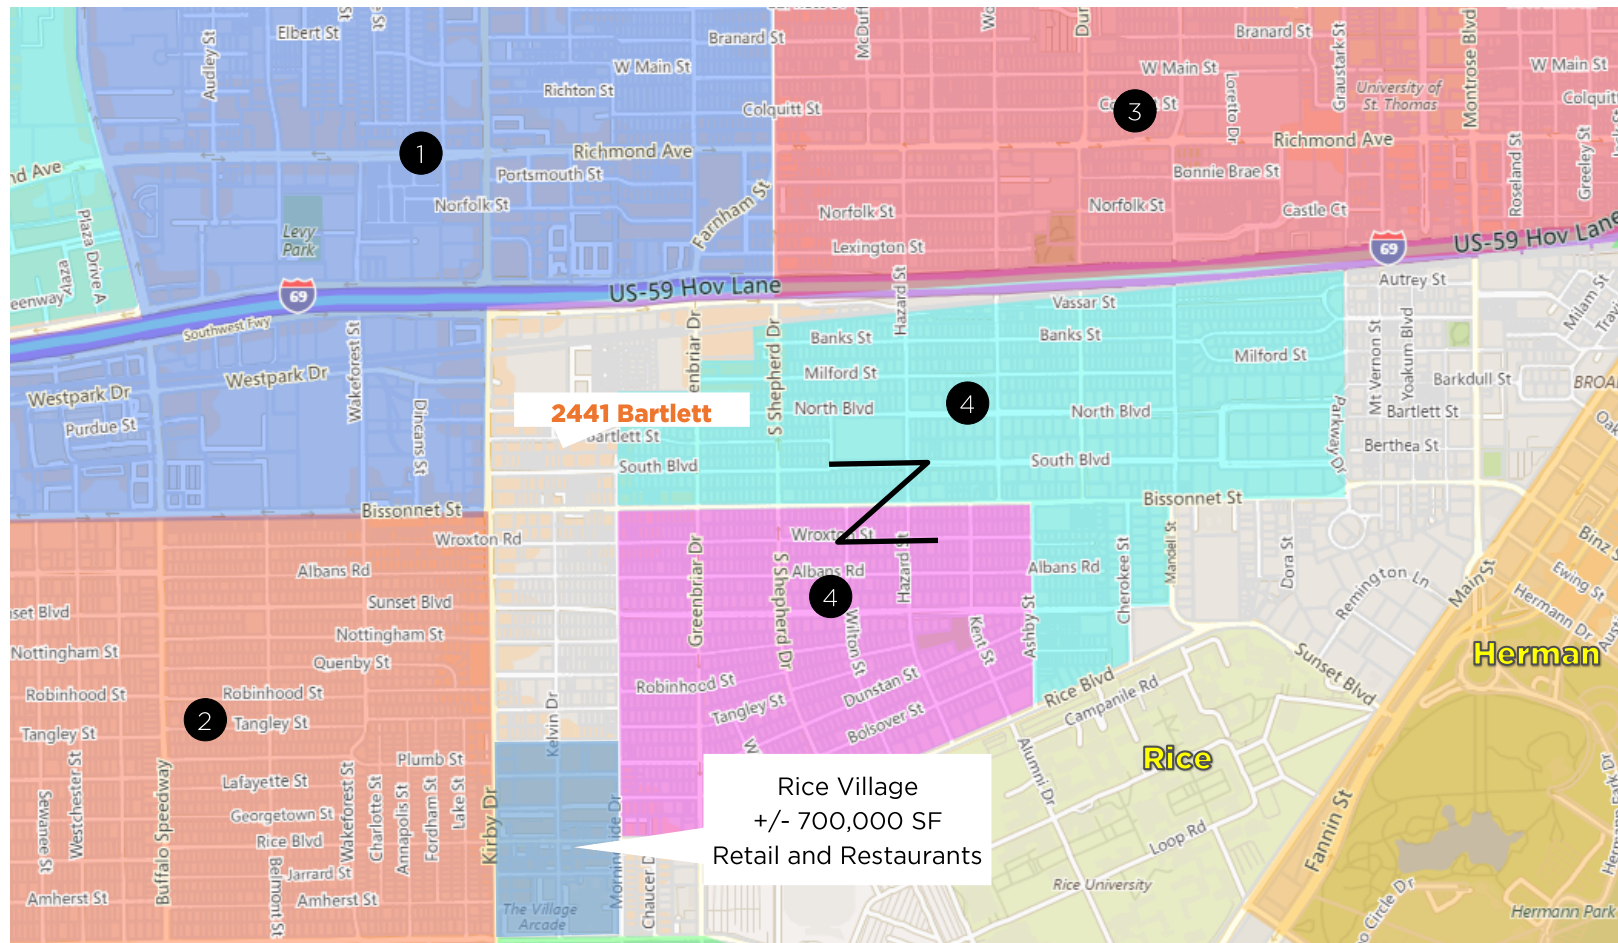 Elbert St
Branard St
Branard St
Audley St
W Main St
W Main St
W Main St
Richton St
Colquitt St
Loretto Dr
Graustark St
Montrose Blvd
University of
St. Thomas
3
1
Richmond Ave
Richmond Ave
Portsmouth St
Bonnie Brae St
Roseland St
Greeley St
Norfolk St
Norfolk St
Norfolk St
Castle Ct
Farnham St
Levy
Park
Plaza Drive A
Plaza
Lexington St
US-59 Hov Lane
US-59 Hov Lane
69
69
Southwest Fwy
Hazard St
Vassar St
Autrey St
Milam St
Banks St
Banks St
Milford St
Milford St
Mt Vernon St
Yoakum Blvd
Barkdull St
Wakeforest St
Westpark Dr
Westpark Dr
S Shepherd Dr
4
2441 Bartlett
North Blvd
North Blvd
Bartlett St
Parkway Dr
Purdue St
Bartlett St
Berthea St
South Blvd
South Blvd
Bissonnet St
Bissonnet St
Wroxton Rd
Wroxton St
Albans Rd
Albans Rd
Albans Rd
Greenbriar Dr
S Shepherd Dr
Hazard St
Cherokee St
Mandell St
Dora St
Remington Ln
Main St
Ewing St
Hermann Dr
Sunset Blvd
4
Wilton St
Kent St
Ashby St
Nottingham St
Nottingham St
Quenby St
Sunset Blvd
Herman
Robinhood St
Robinhood St
Robinhood St
Dunstan St
Rice Blvd
Campanile Rd
2
Tangley St
Tangley St
Tangley St
Bolsover St
Kelvin Dr
Plumb St
Alumni Dr
Rice
Rice Village
+/- 700,000 SF
Retail and Restaurants
Sewanee St
Westchester St
Buffalo Speedway
Lafayette St
Georgetown St
Rice Blvd
Jarrard St
Amherst St
Amherst St
Belmont St
Wakeforest St
Charlotte St
Annapolis St
Fordham St
Lake St
Kirby Dr
Loop Rd
Fannin St
Rice University
The Village
Arcade
Hermann Park